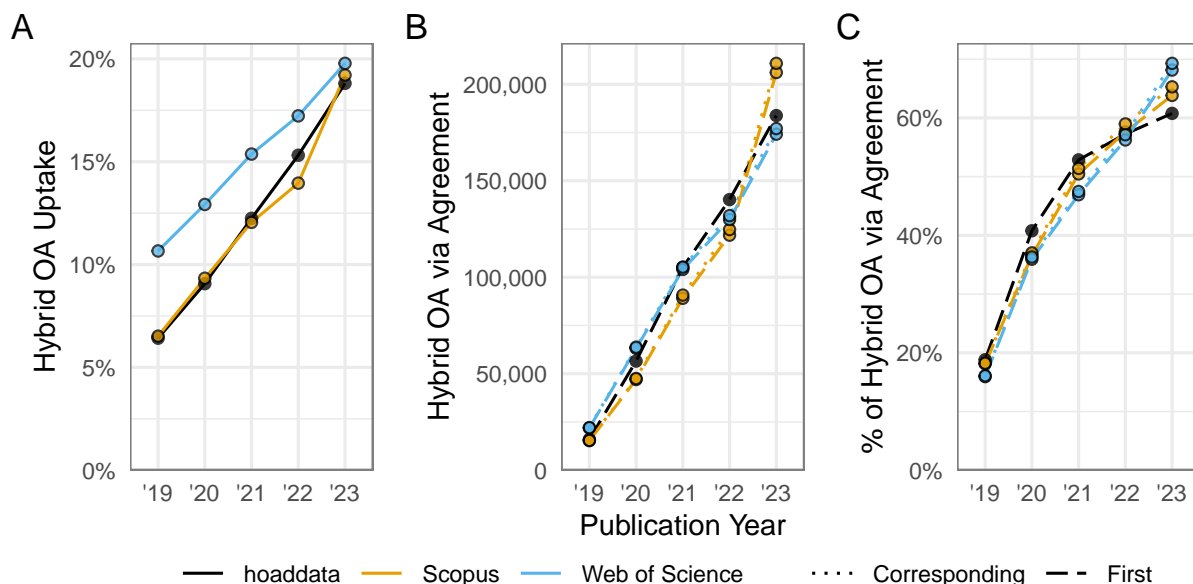 A
Hybrid OA Uptake
20%
15%
10%
5%
0%
'19 '20 '21 '22 '23
B
Hybrid OA via Agreement
200,000
150,000
100,000
50,000
0
'19 '20 '21 '22 '23
Publication Year
C
% of Hybrid OA via Agreement
60%
40%
20%
0%
'19 '20 '21 '22 '23
hoaddata Scopus Web of Science Corresponding First